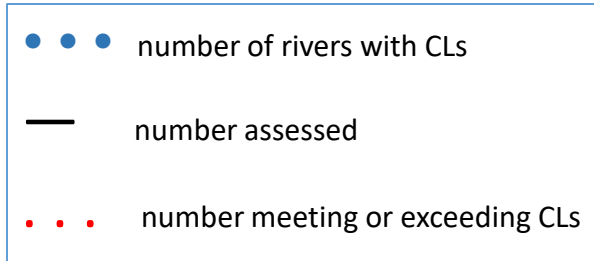 number of rivers with CLs
number assessed
number meeting or exceeding CLs